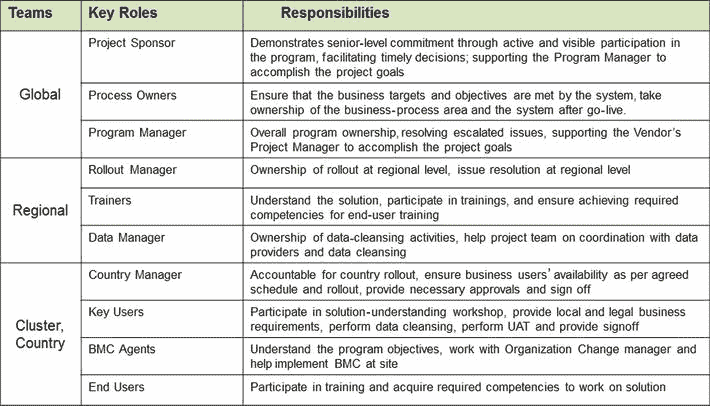 Teams Key Roles Responsibilities
Global
Project Sponsor
Demonstrates senior-level commitment through active and visible participation in
the program, facilitating timely decisions; supporting the Program Manager to
accomplish the project goals
Process Owners
Ensure that the business targets and objectives are met by the system, take
ownership of the business-process area and the system after go-live.
Program Manager
Overall program ownership, resolving escalated issues, supporting the Vendor's
Project Manager to accomplish the project goals
Regional
Rollout Manager
Ownership of rollout at regional level, issue resolution at regional level
Trainers
Understand the solution, participate in trainings, and ensure achieving required
competencies for end-user training
Data Manager
Ownership of data-cleansing activities, help project team on coordination with data
providers and data cleansing
Cluster,
Country
Country Manager
Accountable for country rollout, ensure business users' availability as per agreed
schedule and rollout, provide necessary approvals and sign off
Key Users
Participate in solution-understanding workshop, provide local and legal business
requirements, perform data cleansing, perform UAT and provide signoff
BMC Agents
Understand the program objectives, work with Organization Change manager and
help implement BMC at site
End Users
Participate in training and acquire required competencies to work on solution